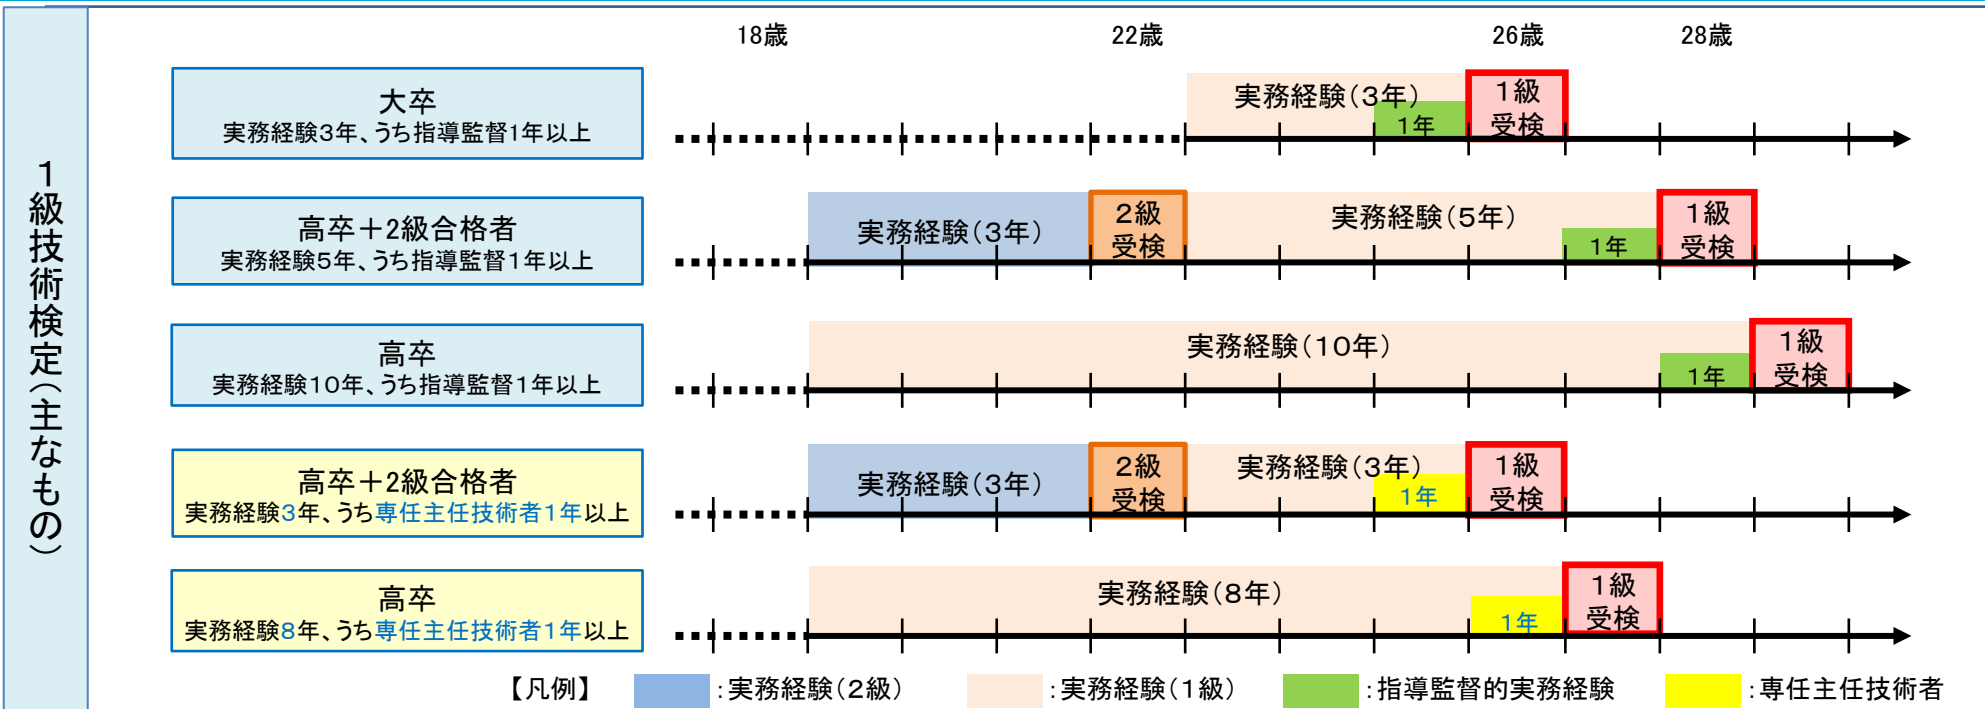 1級技術検定(主なもの)
18歳 22歳 26歳 28歳
大卒
実務経験3年、うち指導監督1年以上
実務経験(3年)
1年
1級
受検
高卒+2級合格者
実務経験5年、うち指導監督1年以上
実務経験(3年)
2級
受検
実務経験(5年)
1年
1級
受検
高卒
実務経験10年、うち指導監督1年以上
実務経験(10年)
1年
1級
受検
高卒+2級合格者
実務経験3年、うち専任主任技術者1年以上
実務経験(3年)
2級
受検
実務経験(3年)
1年
1級
受検
高卒
実務経験8年、うち専任主任技術者1年以上
実務経験(8年)
1年
1級
受検
【凡例】 :実務経験(2級) :実務経験(1級) :指導監督的実務経験 :専任主任技術者